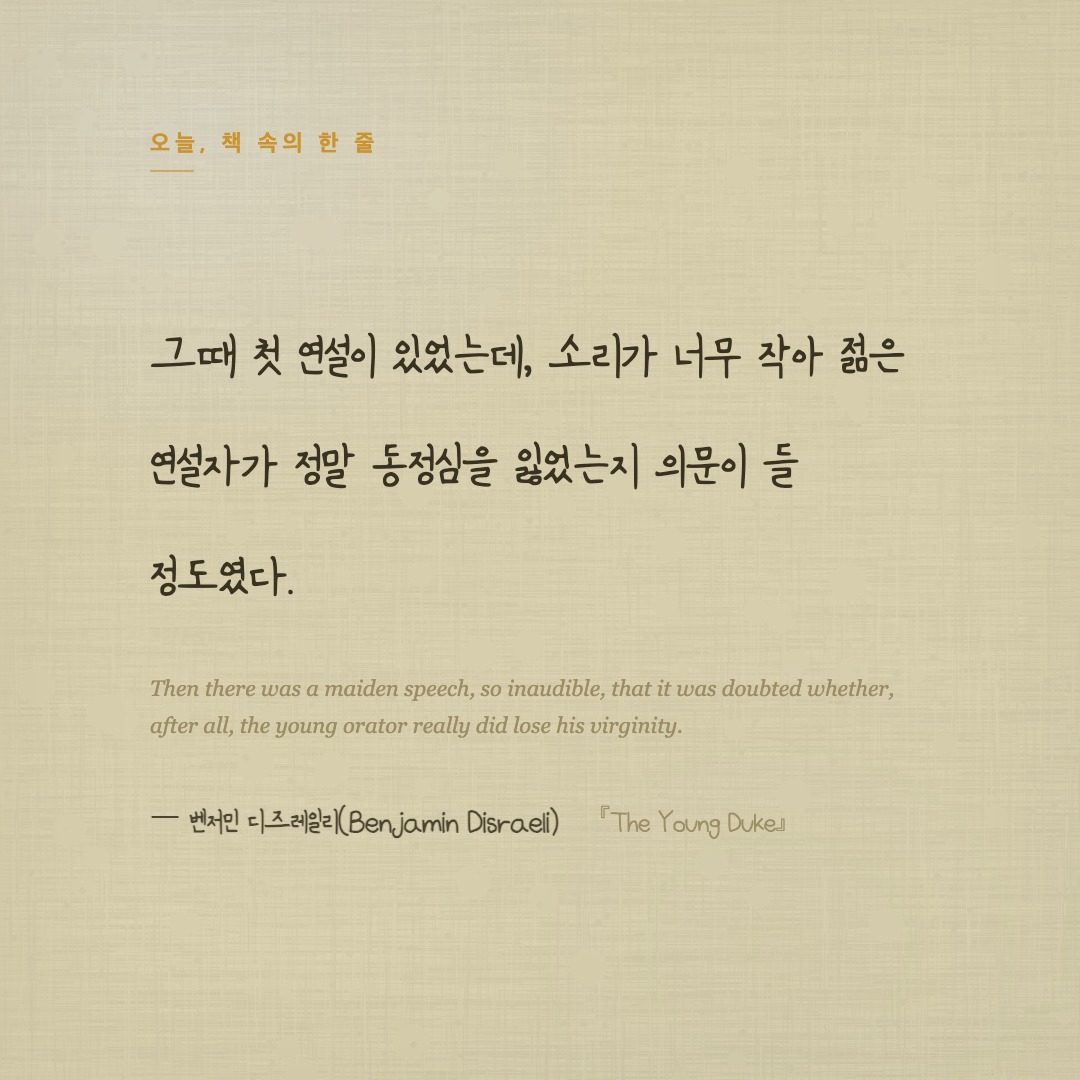 오늘, 책 속의 한 줄
그때 첫 연설이 있었는데, 소리가 너무 작아 젊은
연설자가 정말 동정심을 잃었는지 의문이 들
정도였다.
Then there was a maiden speech, so inaudible, that it was doubted whether,
after all, the young orator really did lose his virginity.
— 벤저민 디즈레일리(Benjamin Disraeli) 『The Young Duke』